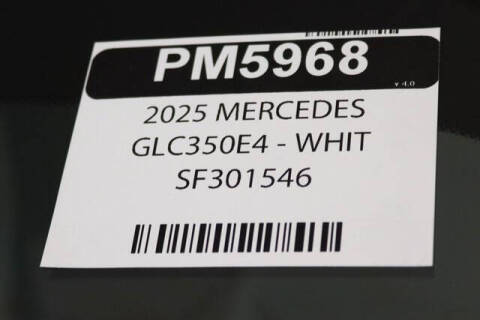 PM5968
v 4.0
2025 MERCEDES
GLC350E4 - WHIT
SF301546